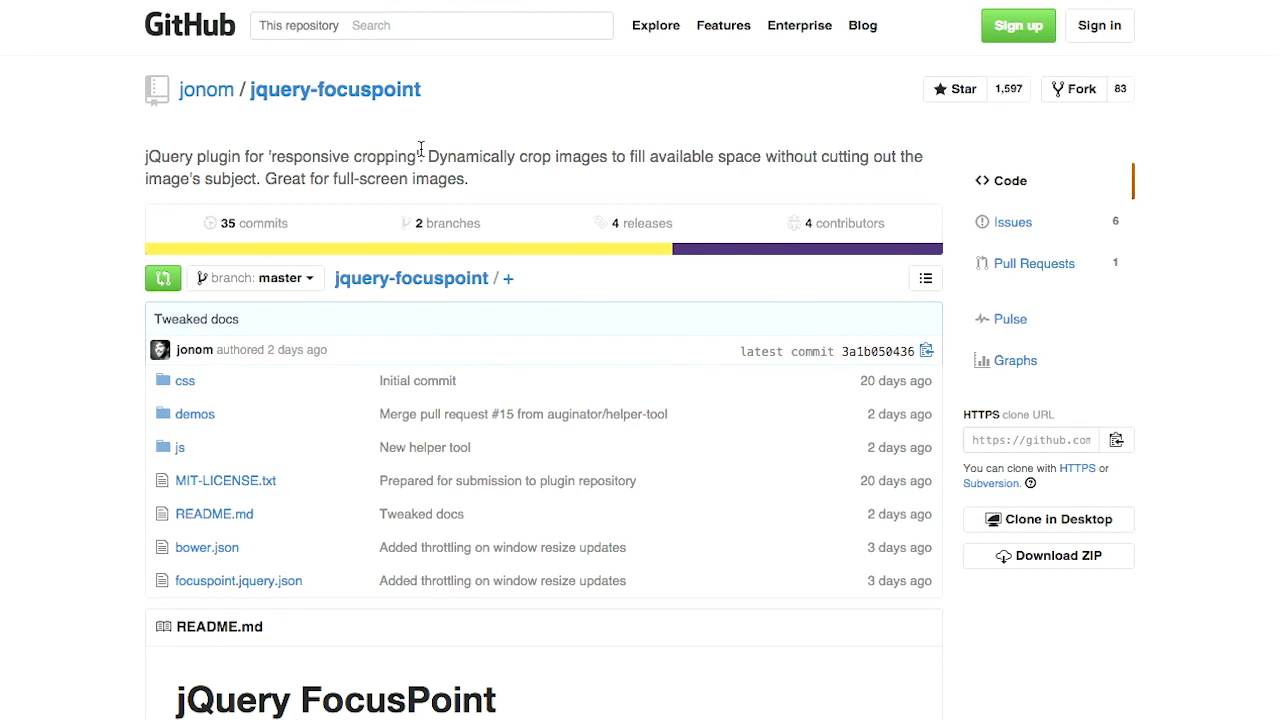 GitHub This repository Search Explore Features Enterprise Blog Sign up Sign in
jonom / jquery-focuspoint Star 1,597 Fork 83
jQuery plugin for 'responsive cropping'. Dynamically crop images to fill available space without cutting out the
image's subject. Great for full-screen images.
35 commits 2 branches 4 releases 4 contributors
branch: master jquery-focuspoint / +
Tweaked docs
jonom authored 2 days ago latest commit 3a1b050436
css Initial commit 20 days ago
demos Merge pull request #15 from auginator/helper-tool 2 days ago
js New helper tool 2 days ago
MIT-LICENSE.txt Prepared for submission to plugin repository 20 days ago
README.md Tweaked docs 2 days ago
bower.json Added throttling on window resize updates 3 days ago
focuspoint.jquery.json Added throttling on window resize updates 3 days ago
README.md
jQuery FocusPoint
Code
Issues 6
Pull Requests 1
Pulse
Graphs
HTTPS clone URL
https://github.com
You can clone with HTTPS or
Subversion.
Clone in Desktop
Download ZIP